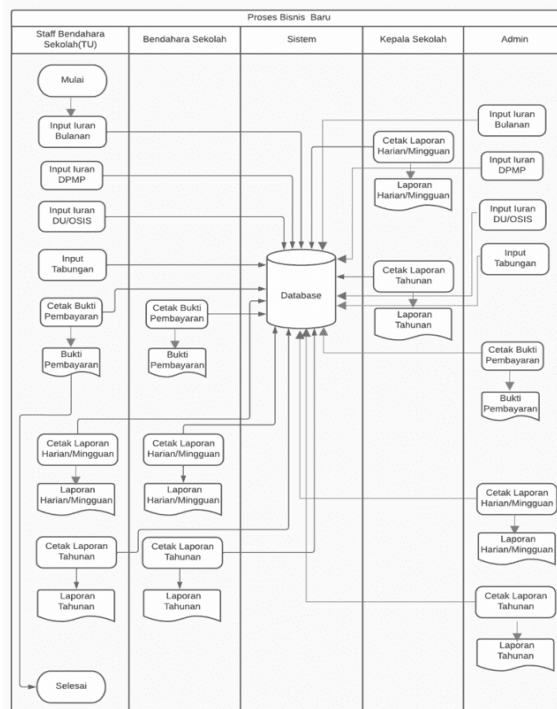 Proses Bisnis Baru
Staff Bendahara
Sekolah(TU)
Bendahara Sekolah
Sistem
Kepala Sekolah
Admin
Mulai
Input Iuran
Bulanan
Input Iuran
DPMP
Input Iuran
DU/OSIS
Input
Tabungan
Cetak Bukti
Pembayaran
Bukti
Pembayaran
Cetak Laporan
Harian/Mingguan
Laporan
Harian/Mingguan
Cetak Laporan
Tahunan
Laporan
Tahunan
Selesai
Cetak Bukti
Pembayaran
Bukti
Pembayaran
Cetak Laporan
Harian/Mingguan
Laporan
Harian/Mingguan
Cetak Laporan
Tahunan
Laporan
Tahunan
Database
Cetak Laporan
Harian/Mingguan
Laporan
Harian/Mingguan
Cetak Laporan
Tahunan
Laporan
Tahunan
Input Iuran
Bulanan
Input Iuran
DPMP
Input Iuran
DU/OSIS
Input
Tabungan
Cetak Bukti
Pembayaran
Bukti
Pembayaran
Cetak Laporan
Harian/Mingguan
Laporan
Harian/Mingguan
Cetak Laporan
Tahunan
Laporan
Tahunan